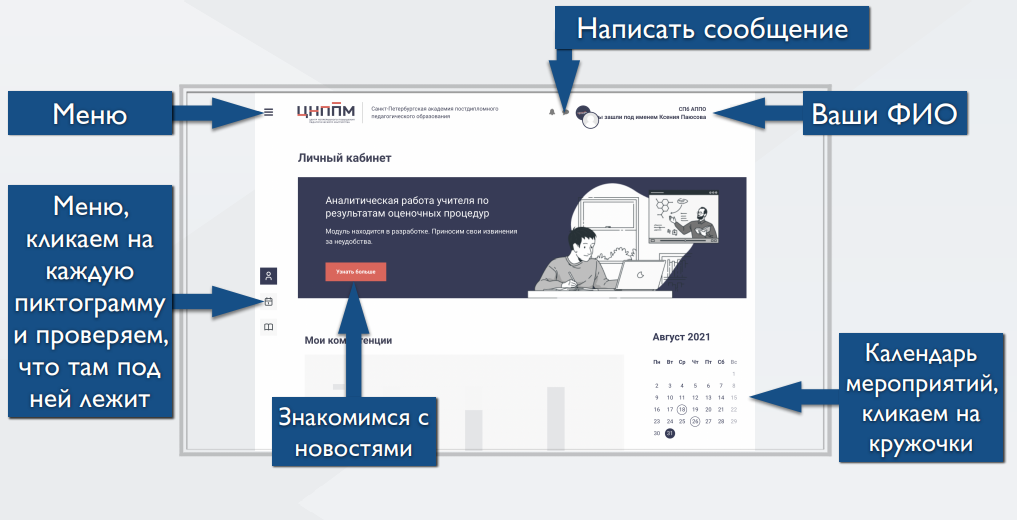 Написать сообщение
Меню
Ваши ФИО
ЦНППМ
Санкт-Петербургская академия постдипломного
педагогического образования
СПб АППО
ы зашли под именем Ксения Паюсова
Личный кабинет
Меню,
кликаем на
каждую
пиктограмму
и проверяем,
что там под
ней лежит
Аналитическая работа учителя по
результатам оценочных процедур
Модуль находится в разработке. Приносим свои извинения
за неудобства.
Узнать больше
Мои ком тенции
Август 2021
Пн Вт Ср Чт Пт Сб Вс
1
2 3 4 5 6 7 8
9 10 11 12 13 14 15
16 17 18 19 20 21 22
23 24 25 26 27 28 29
30 31
Календарь
мероприятий,
кликаем на
кружочки
Знакомимся с
новостями